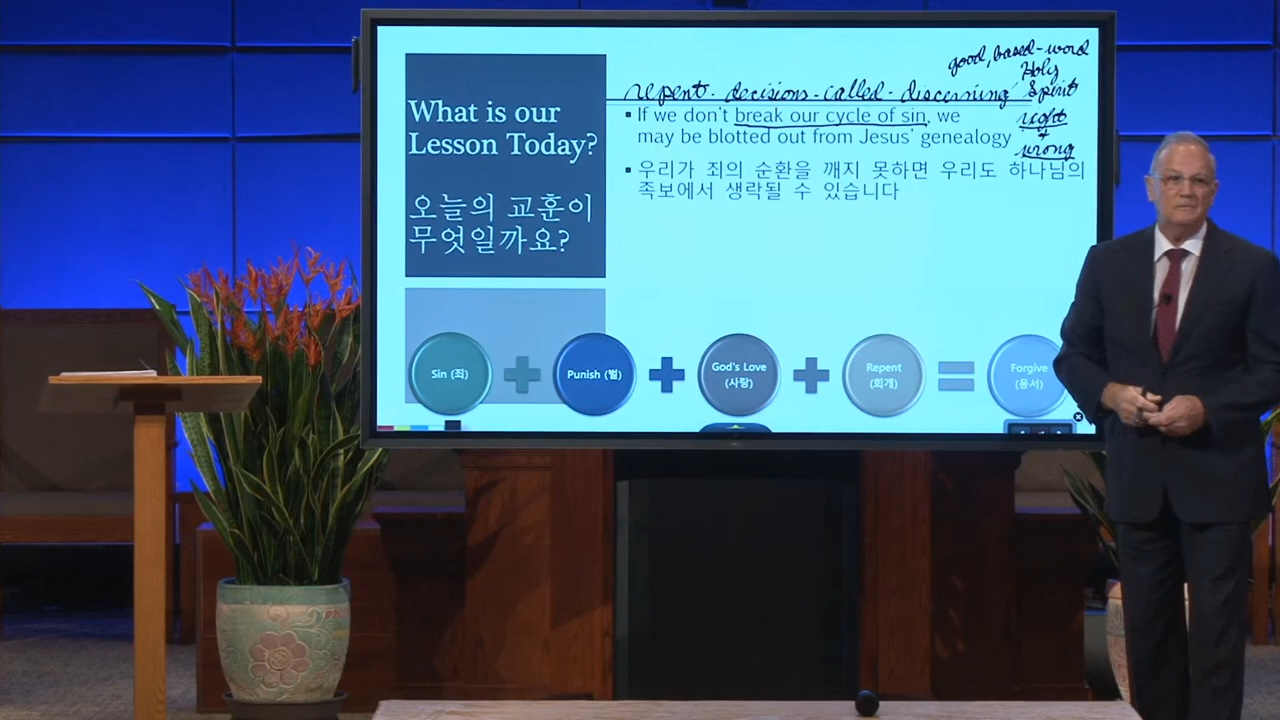 What is our
Lesson Today?
오늘의 교훈이
무엇일까요?
good, based-word
Holy
Spirit
repent - decisions - called - discerning
right
+
wrong
▪ If we don't break our cycle of sin, we
may be blotted out from Jesus' genealogy
▪ 우리가 죄의 순환을 깨지 못하면 우리도 하나님의
족보에서 생략될 수 있습니다
Sin (죄)
+
Punish (벌)
+
God's Love
(사랑)
+
Repent
(회개)
=
Forgive
(용서)